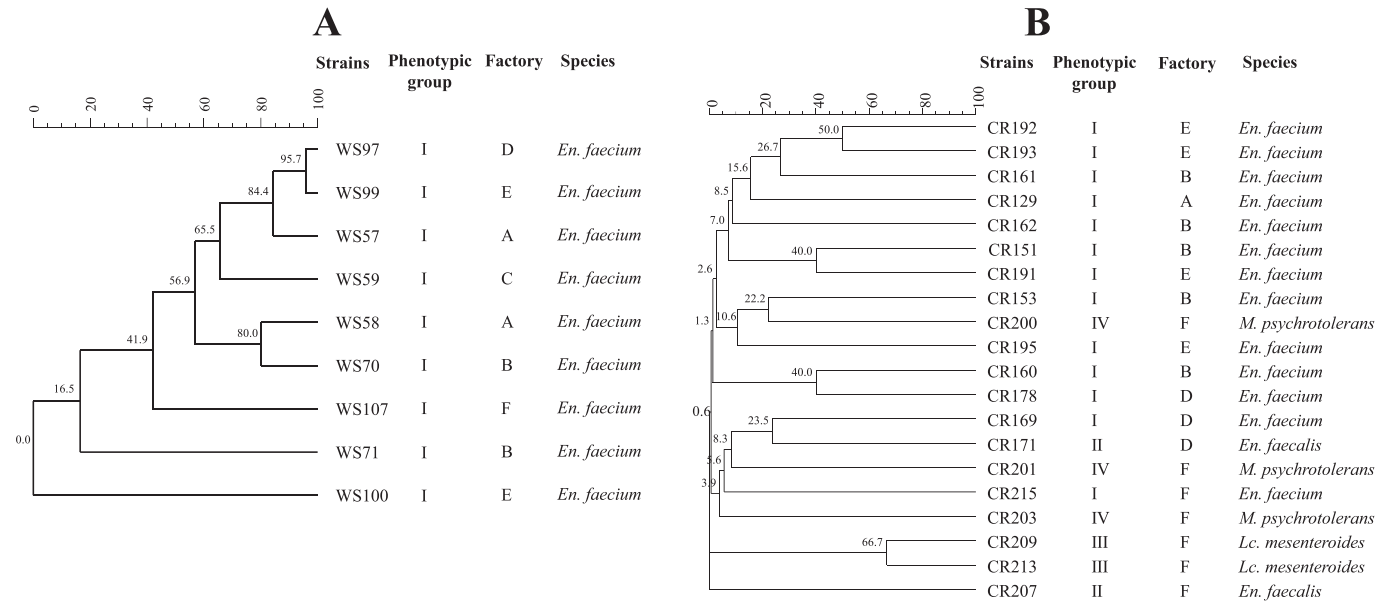 A
Strains Phenotypic group Factory Species
0 20 40 60 80 100
WS97 I D En. faecium
95.7
WS99 I E En. faecium
84.4
WS57 I A En. faecium
65.5
WS59 I C En. faecium
56.9
WS58 I A En. faecium
80.0
WS70 I B En. faecium
41.9
WS107 I F En. faecium
16.5
WS71 I B En. faecium
0.0
WS100 I E En. faecium
B
Strains Phenotypic group Factory Species
0 20 40 60 80 100
CR192 I E En. faecium
50.0
CR193 I E En. faecium
26.7
CR161 I B En. faecium
15.6
CR129 I A En. faecium
8.5
CR162 I B En. faecium
7.0
CR151 I B En. faecium
40.0
CR191 I E En. faecium
2.6
CR153 I B En. faecium
22.2
CR200 IV F M. psychrotolerans
1.3 10.6
CR195 I E En. faecium
CR160 I B En. faecium
40.0
CR178 I D En. faecium
0.6
CR169 I D En. faecium
23.5
CR171 II D En. faecalis
8.3
CR201 IV F M. psychrotolerans
5.6
CR215 I F En. faecium
3.9
CR203 IV F M. psychrotolerans
CR209 III F Lc. mesenteroides
66.7
CR213 III F Lc. mesenteroides
CR207 II F En. faecalis